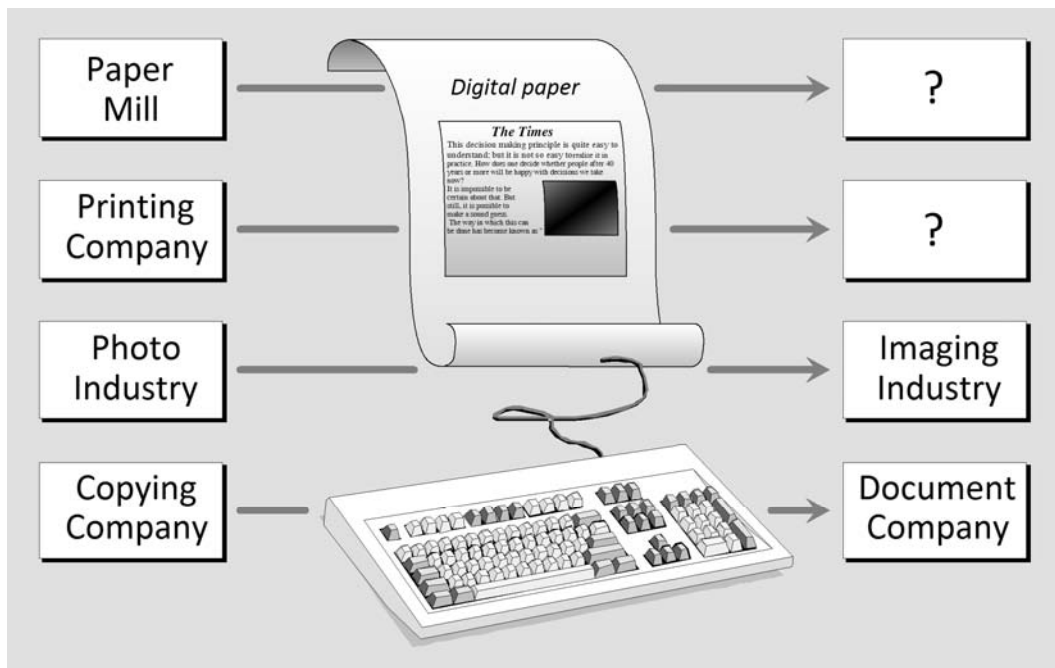 Paper
Mill
Digital paper
?
The Times
This decision making principle is quite easy to
understand; but it is not so easy to realize it in
practice. How does one decide whether people after 40
years or more will be happy with decisions we take
now?
It is impossible to be
certain about that. But
still, it is possible to
make a sound guess.
The way in which this can
be done has became known as "
Printing
Company
?
Photo
Industry
Imaging
Industry
Copying
Company
Document
Company